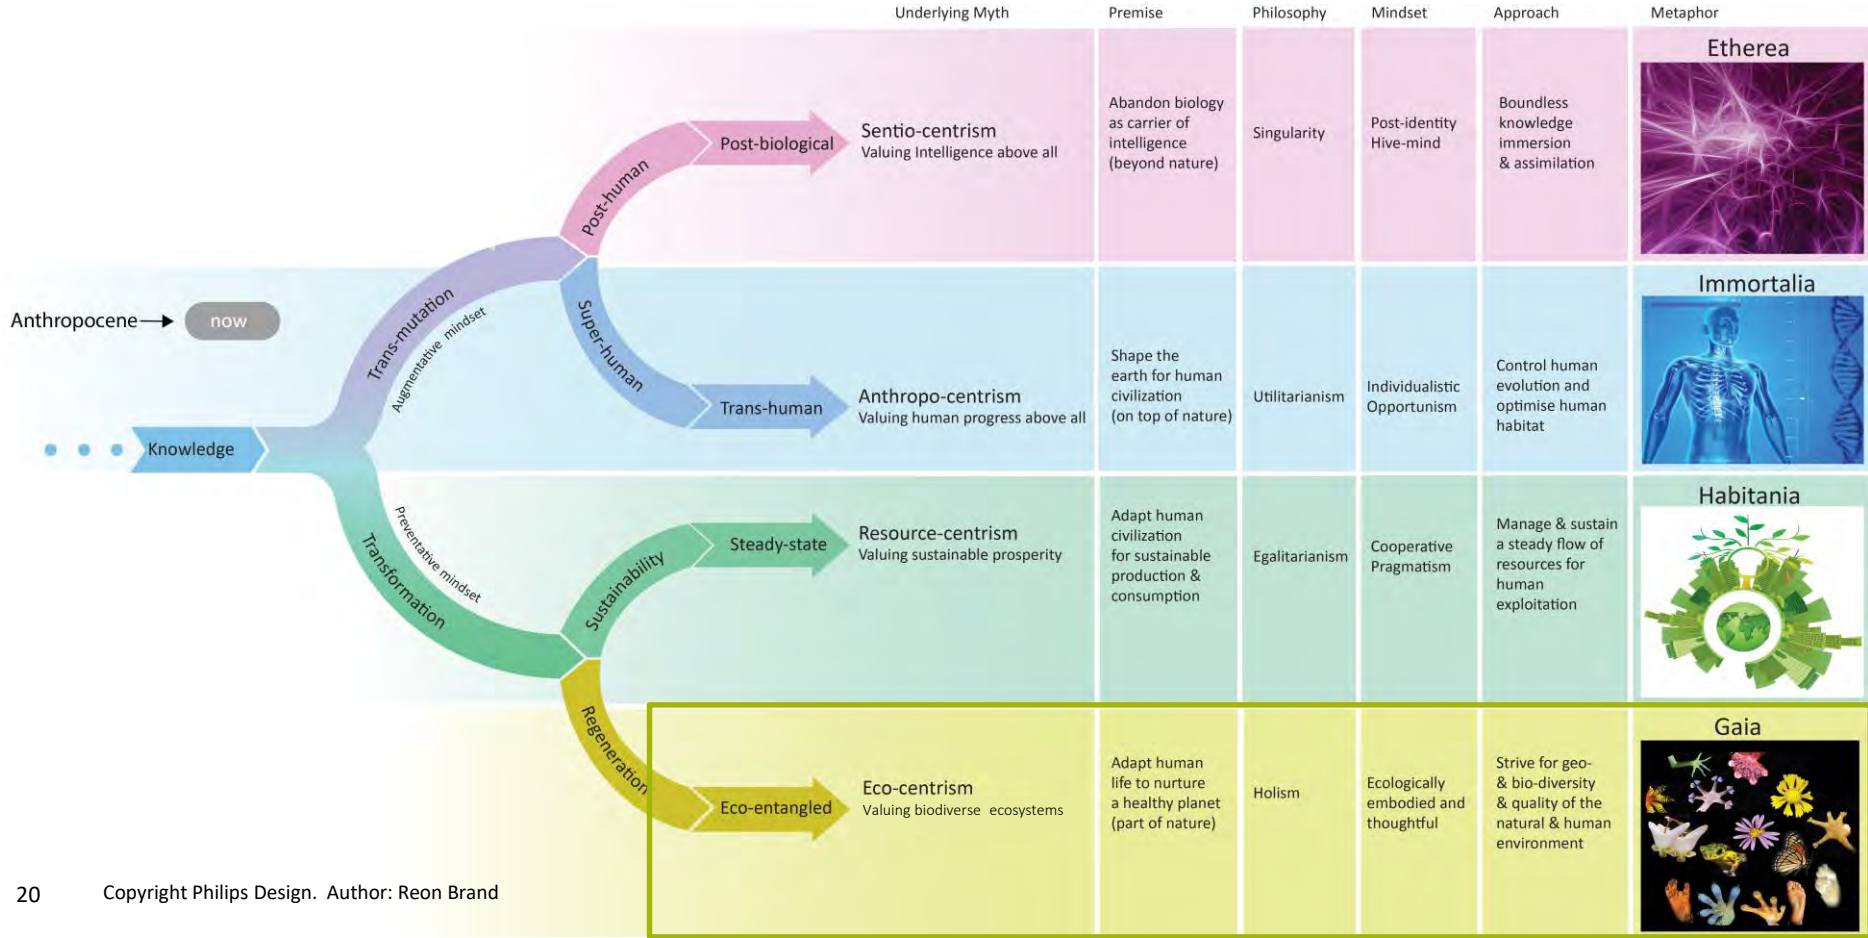 Underlying Myth
Premise
Philosophy
Mindset
Approach
Metaphor
Anthropocene
now
Knowledge
Trans-mutation
Augmentative mindset
Transformation
Preventative mindset
Post-human
Super-human
Sustainability
Regeneration
Post-biological
Sentio-centrism
Valuing Intelligence above all
Abandon biology
as carrier of
intelligence
(beyond nature)
Singularity
Post-identity
Hive-mind
Boundless
knowledge
immersion
& assimilation
Etherea
Trans-human
Anthropo-centrism
Valuing human progress above all
Shape the
earth for human
civilization
(on top of nature)
Utilitarianism
Individualistic
Opportunism
Control human
evolution and
optimise human
habitat
Immortalia
Steady-state
Resource-centrism
Valuing sustainable prosperity
Adapt human
civilization
for sustainable
production &
consumption
Egalitarianism
Cooperative
Pragmatism
Manage & sustain
a steady flow of
resources for
human
exploitation
Habitania
Eco-entangled
Eco-centrism
Valuing biodiverse ecosystems
Adapt human
life to nurture
a healthy planet
(part of nature)
Holism
Ecologically
embodied and
thoughtful
Strive for geo-
& bio-diversity
& quality of the
natural & human
environment
Gaia
20
Copyright Philips Design. Author: Reon Brand